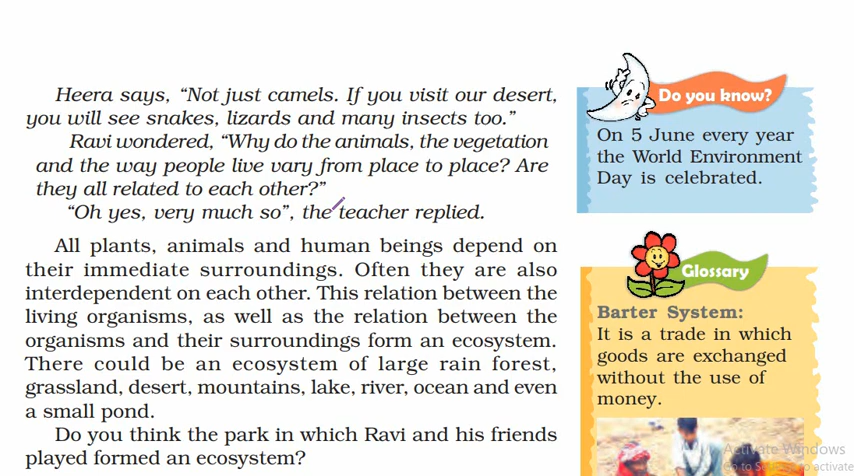 Heera says, “Not just camels. If you visit our desert,
you will see snakes, lizards and many insects too.”
Ravi wondered, “Why do the animals, the vegetation
and the way people live vary from place to place? Are
they all related to each other?”
“Oh yes, very much so”, the teacher replied.
All plants, animals and human beings depend on
their immediate surroundings. Often they are also
interdependent on each other. This relation between the
living organisms, as well as the relation between the
organisms and their surroundings form an ecosystem.
There could be an ecosystem of large rain forest,
grassland, desert, mountains, lake, river, ocean and even
a small pond.
Do you think the park in which Ravi and his friends
played formed an ecosystem?
Do you know?
On 5 June every year
the World Environment
Day is celebrated.
Glossary
Barter System:
It is a trade in which
goods are exchanged
without the use of
money.
Activate Windows
Go to Settings to activate